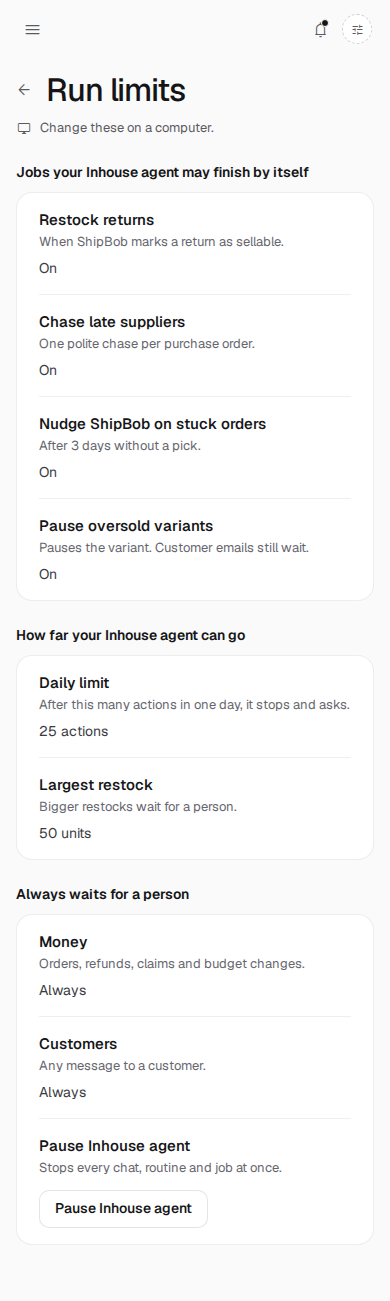 Run limits
Change these on a computer.
Jobs your Inhouse agent may finish by itself
Restock returns
When ShipBob marks a return as sellable.
On
Chase late suppliers
One polite chase per purchase order.
On
Nudge ShipBob on stuck orders
After 3 days without a pick.
On
Pause oversold variants
Pauses the variant. Customer emails still wait.
On
How far your Inhouse agent can go
Daily limit
After this many actions in one day, it stops and asks.
25 actions
Largest restock
Bigger restocks wait for a person.
50 units
Always waits for a person
Money
Orders, refunds, claims and budget changes.
Always
Customers
Any message to a customer.
Always
Pause Inhouse agent
Stops every chat, routine and job at once.
Pause Inhouse agent